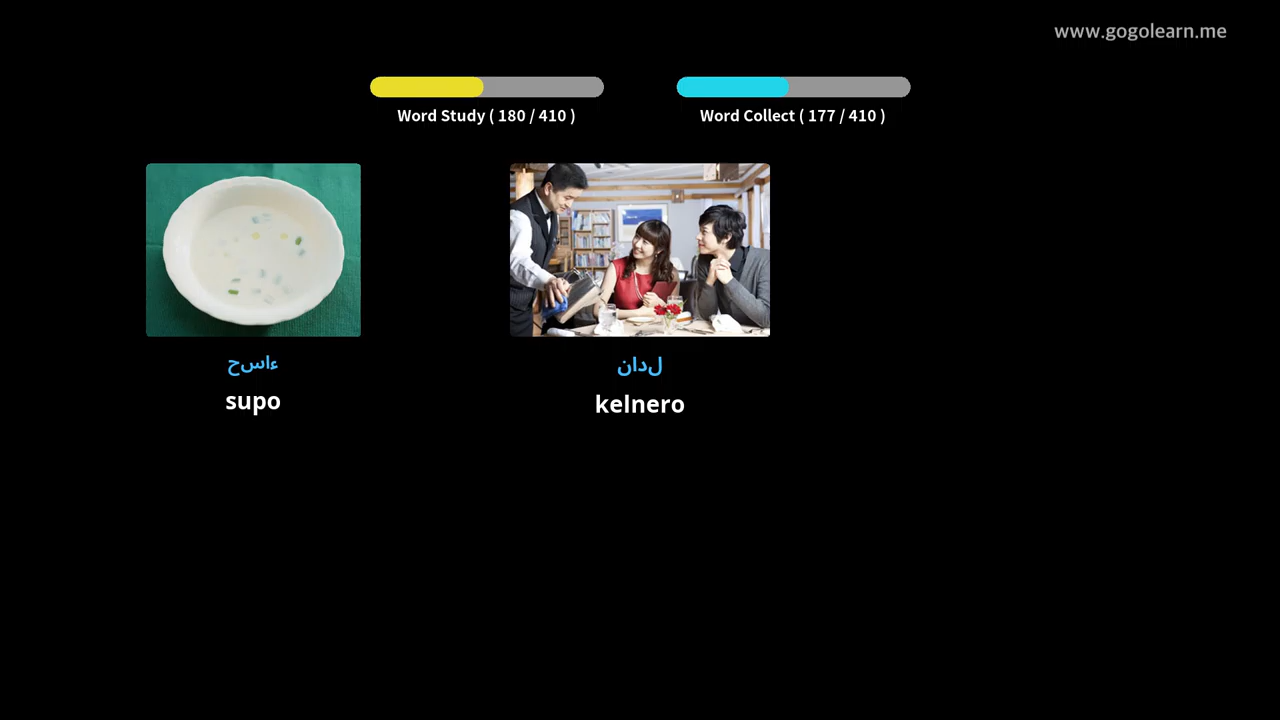 www.gogolearn.me
Word Study ( 180 / 410 )
Word Collect ( 177 / 410 )
ءاسح
supo
لدان
kelnero